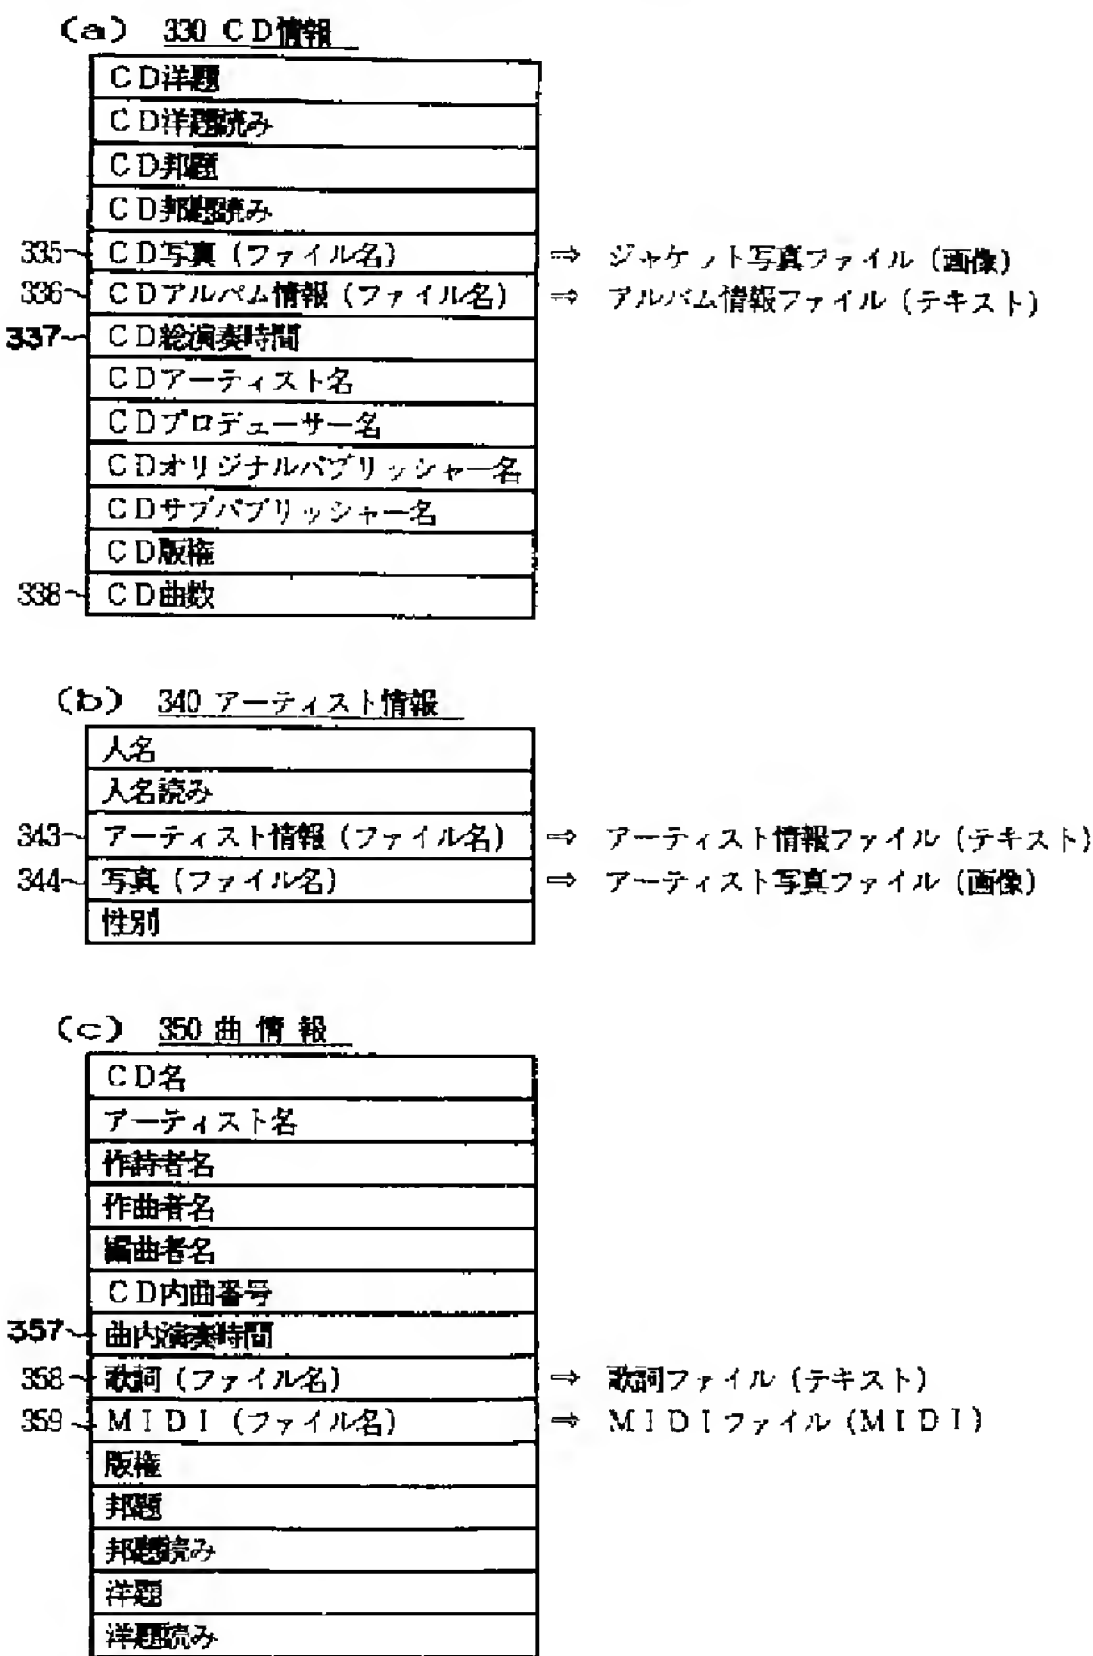 (a) 330 CD情報
CD洋題
CD洋題読み
CD邦題
CD邦題読み
335 CD写真(ファイル名) ⇒ ジャケット写真ファイル(画像)
336 CDアルバム情報(ファイル名) ⇒ アルバム情報ファイル(テキスト)
337 CD総演奏時間
CDアーティスト名
CDプロデューサー名
CDオリジナルパブリッシャー名
CDサブパブリッシャー名
CD版権
338 CD曲数
(b) 340 アーティスト情報
人名
人名読み
343 アーティスト情報(ファイル名) ⇒ アーティスト情報ファイル(テキスト)
344 写真(ファイル名) ⇒ アーティスト写真ファイル(画像)
性別
(c) 350 曲情報
CD名
アーティスト名
作詩者名
作曲者名
編曲者名
CD内曲番号
357 曲内演奏時間
358 歌詞(ファイル名) ⇒ 歌詞ファイル(テキスト)
359 MIDI(ファイル名) ⇒ MIDIファイル(MIDI)
版権
邦題
邦題読み
洋題
洋題読み